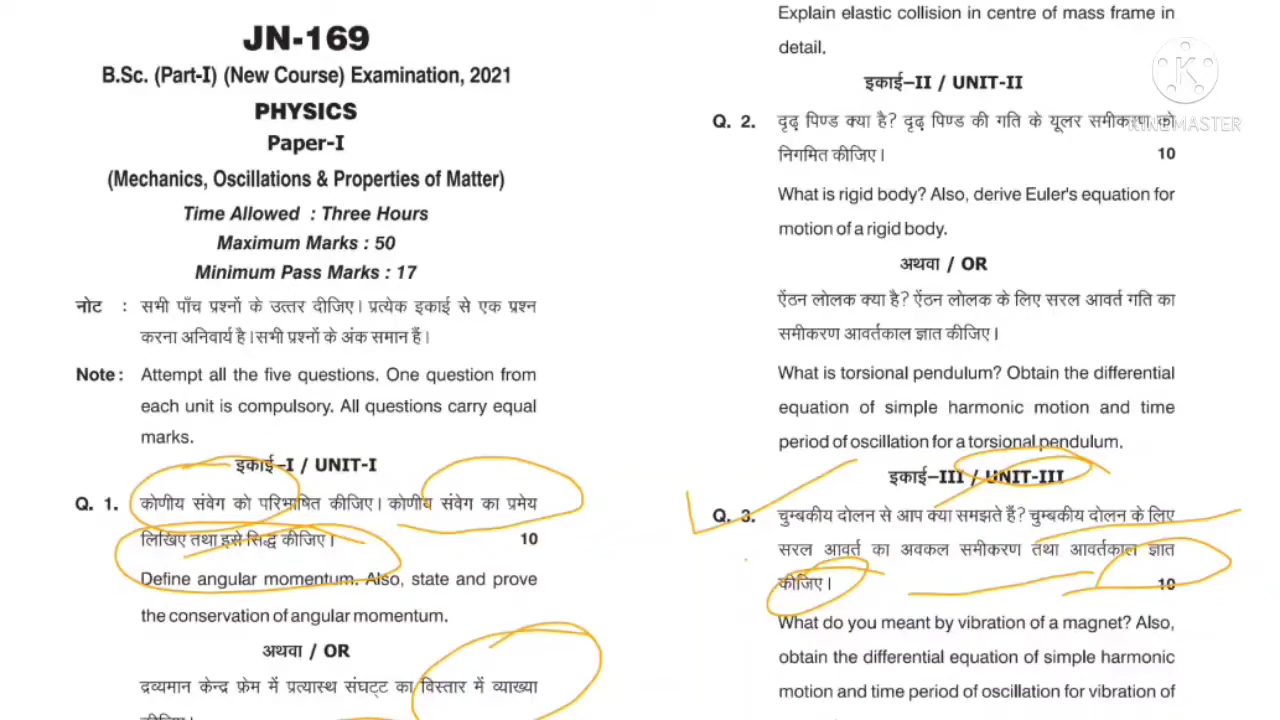 JN-169
B.Sc. (Part-I) (New Course) Examination, 2021
PHYSICS
Paper-I
(Mechanics, Oscillations & Properties of Matter)
Time Allowed : Three Hours
Maximum Marks : 50
Minimum Pass Marks : 17
नोट : सभी पाँच प्रश्नों के उत्तर दीजिए। प्रत्येक इकाई से एक प्रश्न
करना अनिवार्य है। सभी प्रश्नों के अंक समान हैं।
Note : Attempt all the five questions. One question from
each unit is compulsory. All questions carry equal
marks.
इकाई–I / UNIT-I
Q. 1. कोणीय संवेग को परिभाषित कीजिए। कोणीय संवेग का प्रमेय
लिखिए तथा इसे सिद्ध कीजिए। 10
Define angular momentum. Also, state and prove
the conservation of angular momentum.
अथवा / OR
द्रव्यमान केन्द्र फ्रेम में प्रत्यास्थ संघट्ट का विस्तार में व्याख्या
कीजिए।
Explain elastic collision in centre of mass frame in
detail.
इकाई–II / UNIT-II
Q. 2. दृढ़ पिण्ड क्या है? दृढ़ पिण्ड की गति के यूलर समीकरण को
निगमित कीजिए। 10
What is rigid body? Also, derive Euler's equation for
motion of a rigid body.
अथवा / OR
ऐंठन लोलक क्या है? ऐंठन लोलक के लिए सरल आवर्त गति का
समीकरण आवर्तकाल ज्ञात कीजिए।
What is torsional pendulum? Obtain the differential
equation of simple harmonic motion and time
period of oscillation for a torsional pendulum.
इकाई–III / UNIT-III
Q. 3. चुम्बकीय दोलन से आप क्या समझते हैं? चुम्बकीय दोलन के लिए
सरल आवर्त का अवकल समीकरण तथा आवर्तकाल ज्ञात
कीजिए। 10
What do you meant by vibration of a magnet? Also,
obtain the differential equation of simple harmonic
motion and time period of oscillation for vibration of
K
KINEMASTER